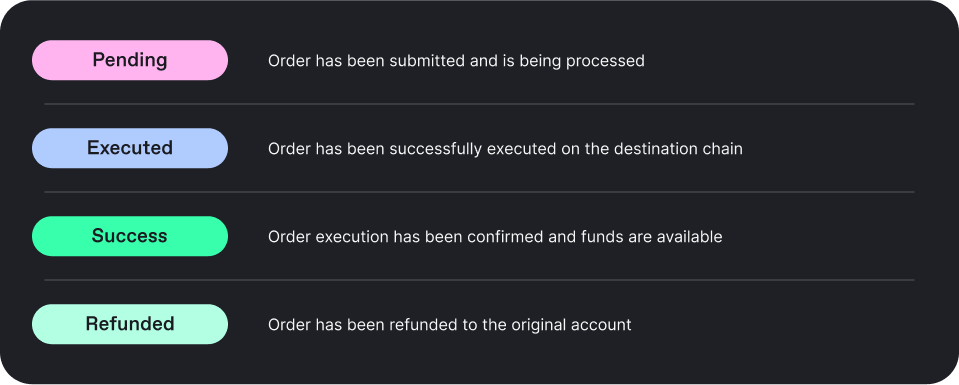 Pending
Order has been submitted and is being processed
Executed
Order has been successfully executed on the destination chain
Success
Order execution has been confirmed and funds are available
Refunded
Order has been refunded to the original account